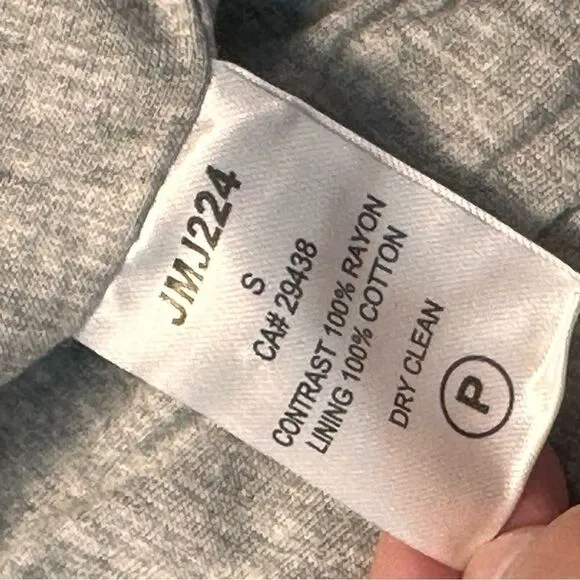 JMJ224
S
CA# 29438
CONTRAST 100% RAYON
LINING 100% COTTON
DRY CLEAN
P